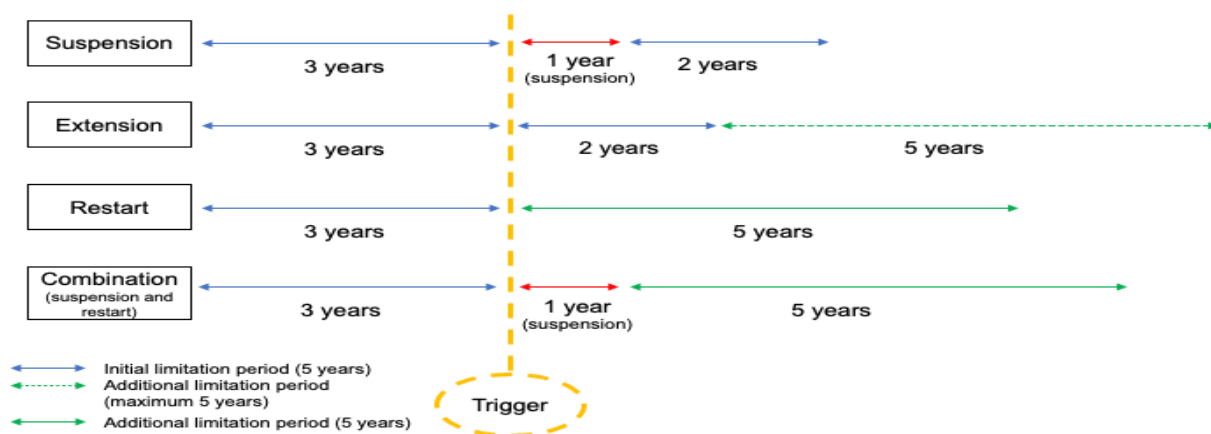 Suspension
3 years
1 year
(suspension)
2 years
Extension
3 years
2 years
5 years
Restart
3 years
5 years
Combination
(suspension and
restart)
3 years
1 year
(suspension)
5 years
Initial limitation period (5 years)
Additional limitation period
(maximum 5 years)
Additional limitation period (5 years)
Trigger